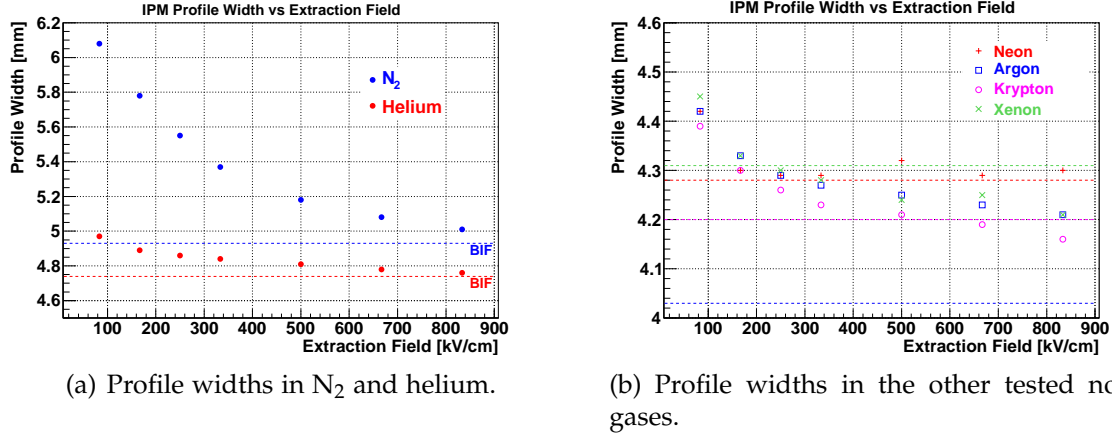 IPM Profile Width vs Extraction Field
Profile Width [mm]
6.2
6
5.8
5.6
5.4
5.2
5
4.8
4.6
N₂
Helium
BIF
BIF
100 200 300 400 500 600 700 800 900
Extraction Field [kV/cm]
(a) Profile widths in N₂ and helium.
IPM Profile Width vs Extraction Field
Profile Width [mm]
4.6
4.5
4.4
4.3
4.2
4.1
4
Neon
Argon
Krypton
Xenon
100 200 300 400 500 600 700 800 900
Extraction Field [kV/cm]
(b) Profile widths in the other tested no
gases.